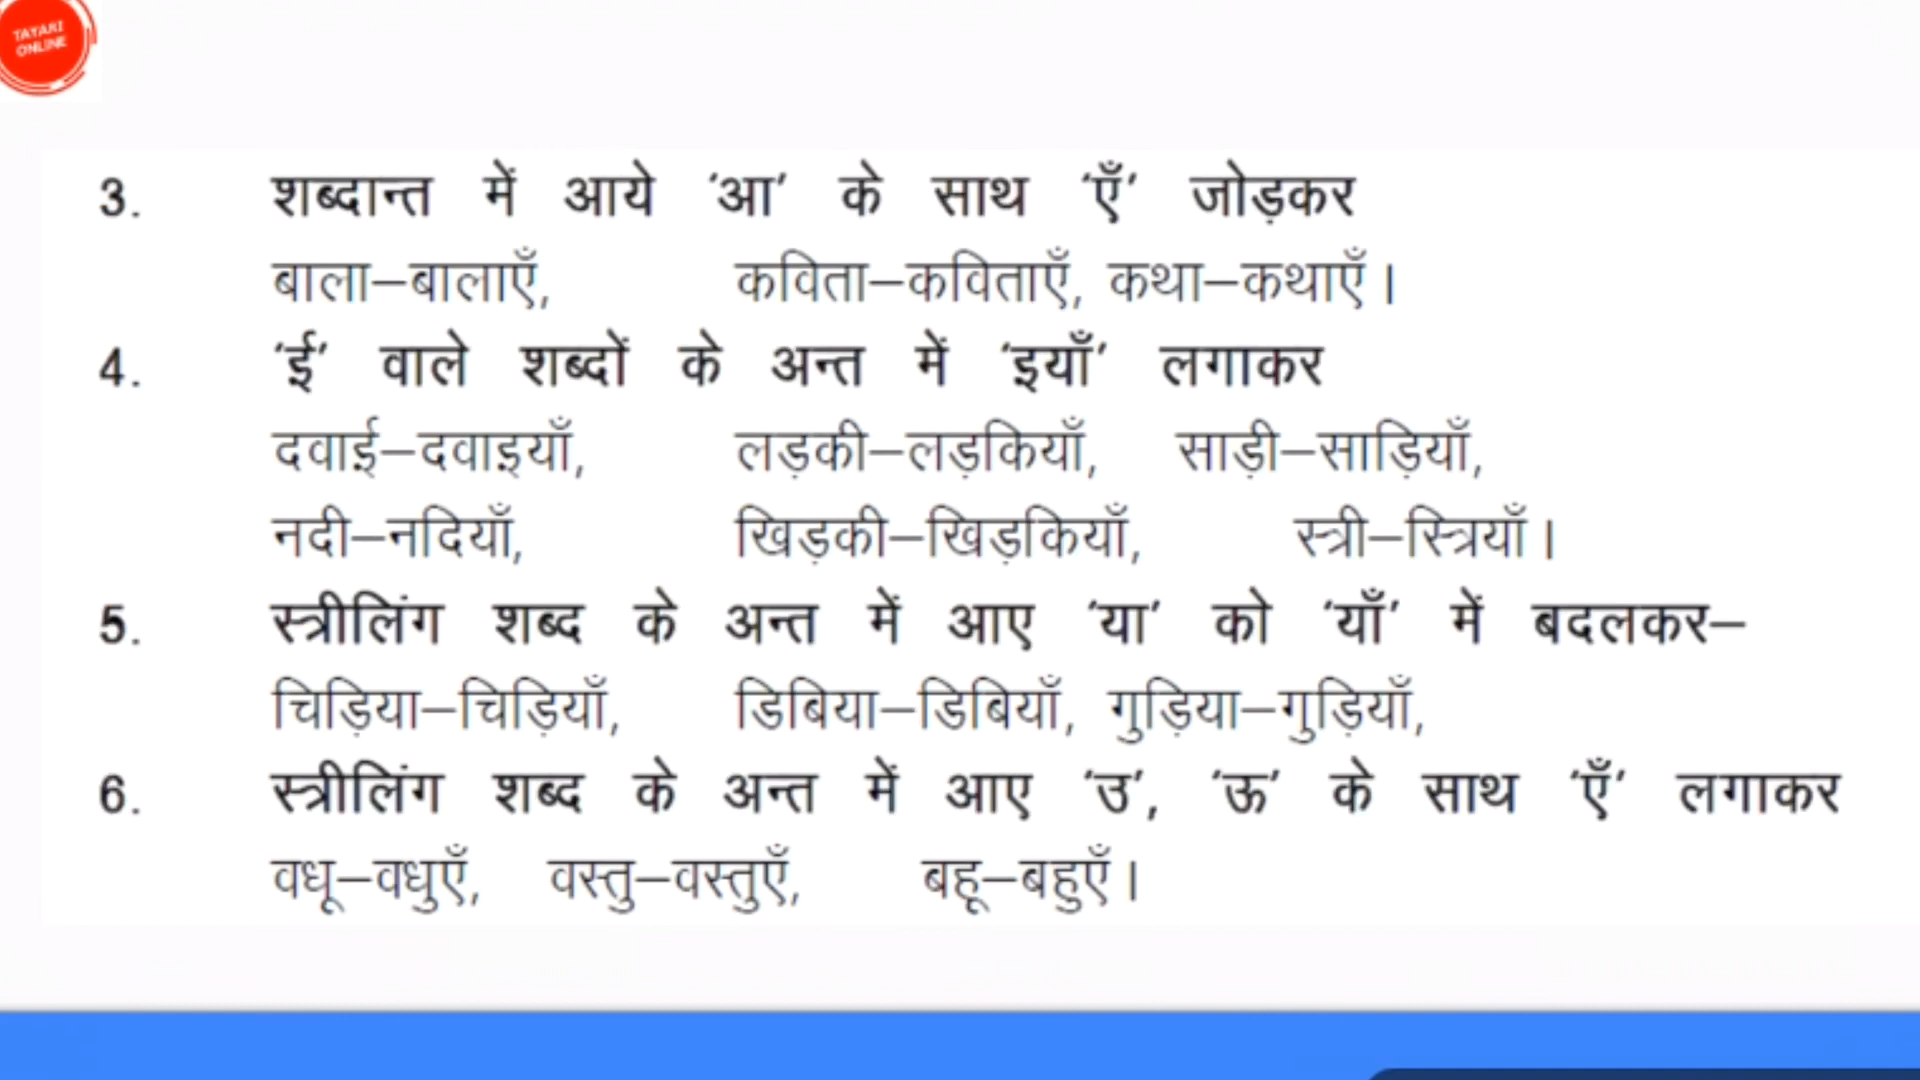 TAYARI
ONLINE
3. शब्दान्त में आये ‘आ’ के साथ ‘एँ’ जोड़कर
बाला–बालाएँ, कविता–कविताएँ, कथा–कथाएँ।
4. ‘ई’ वाले शब्दों के अन्त में ‘इयाँ’ लगाकर
दवाई–दवाइयाँ, लड़की–लड़कियाँ, साड़ी–साड़ियाँ,
नदी–नदियाँ, खिड़की–खिड़कियाँ, स्त्री–स्त्रियाँ।
5. स्त्रीलिंग शब्द के अन्त में आए ‘या’ को ‘याँ’ में बदलकर–
चिड़िया–चिड़ियाँ, डिबिया–डिबियाँ, गुड़िया–गुड़ियाँ,
6. स्त्रीलिंग शब्द के अन्त में आए ‘उ’, ‘ऊ’ के साथ ‘एँ’ लगाकर
वधू–वधुएँ, वस्तु–वस्तुएँ, बहू–बहुएँ।